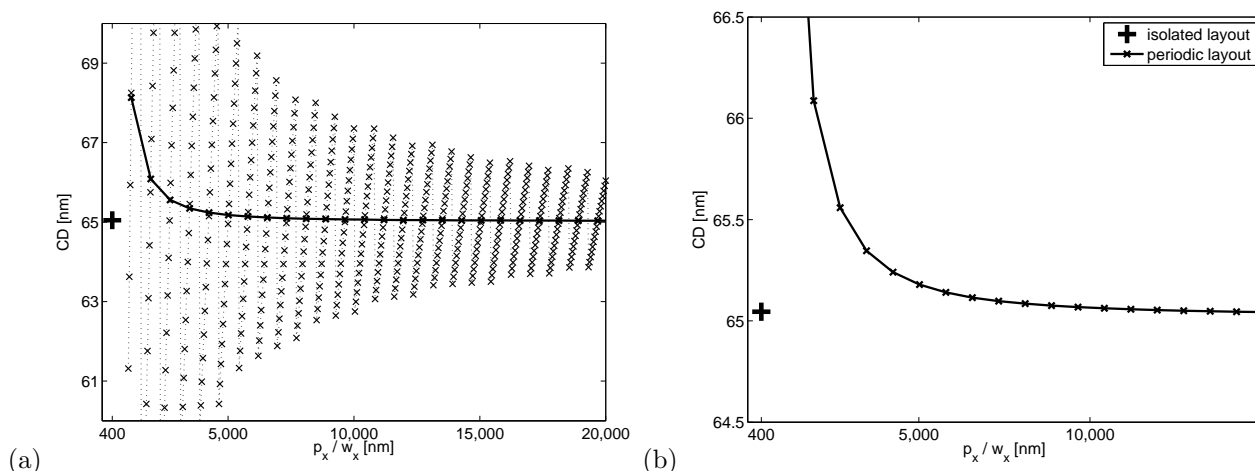 69
67
65
63
61
CD [nm]
400 5,000 10,000 15,000 20,000
p_x / w_x [nm]
(a)
66.5
66
65.5
65
64.5
CD [nm]
isolated layout
periodic layout
400 5,000 10,000
p_x / w_x [nm]
(b)